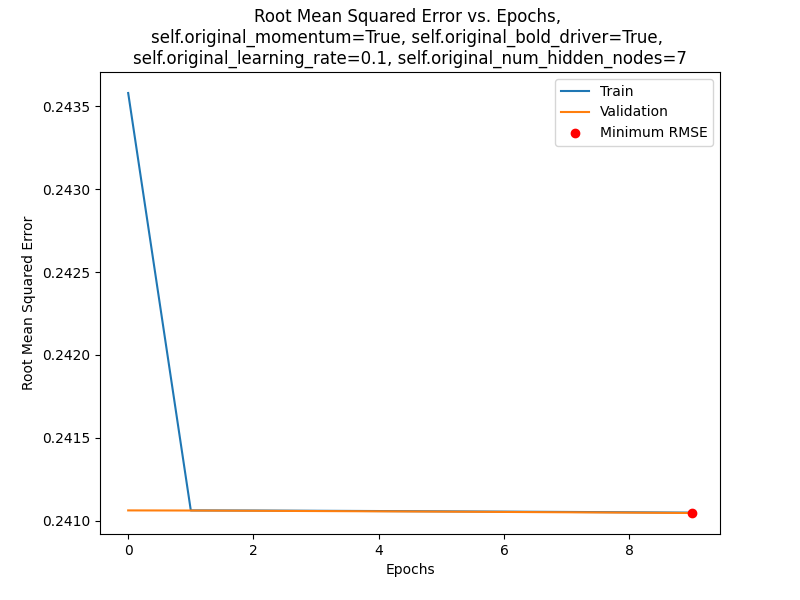 Root Mean Squared Error vs. Epochs,
self.original_momentum=True, self.original_bold_driver=True,
self.original_learning_rate=0.1, self.original_num_hidden_nodes=7
Train
Validation
Minimum RMSE
0.2435
0.2430
0.2425
0.2420
0.2415
0.2410
Root Mean Squared Error
0 2 4 6 8
Epochs